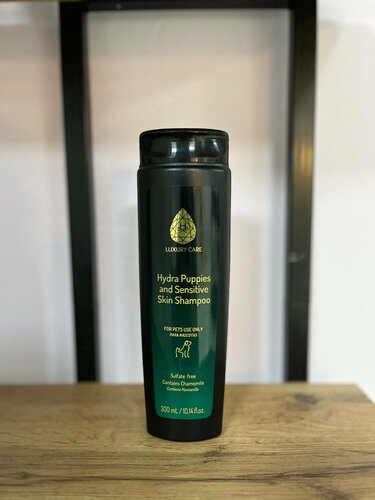 LUXURY CARE
Hydra Puppies
and Sensitive
Skin Shampoo
FOR PETS USE ONLY
PARA MASCOTAS
Sulfate free
Contains Chamomile
Contiene Manzanilla
300 mL / 10.14 fl.oz.